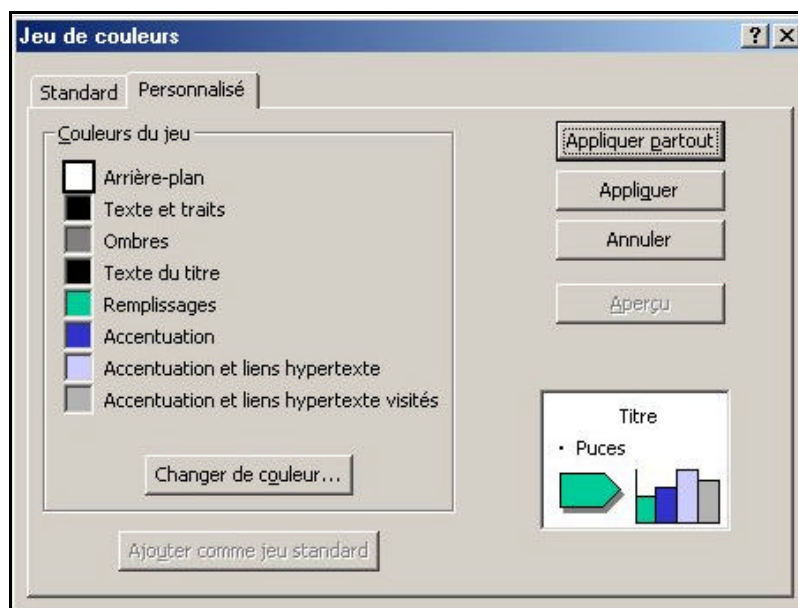 Jeu de couleurs
Standard
Personnalisé
Couleurs du jeu
Arrière-plan
Texte et traits
Ombres
Texte du titre
Remplissages
Accentuation
Accentuation et liens hypertexte
Accentuation et liens hypertexte visités
Changer de couleur...
Ajouter comme jeu standard
Appliquer partout
Appliquer
Annuler
Aperçu
Titre
• Puces